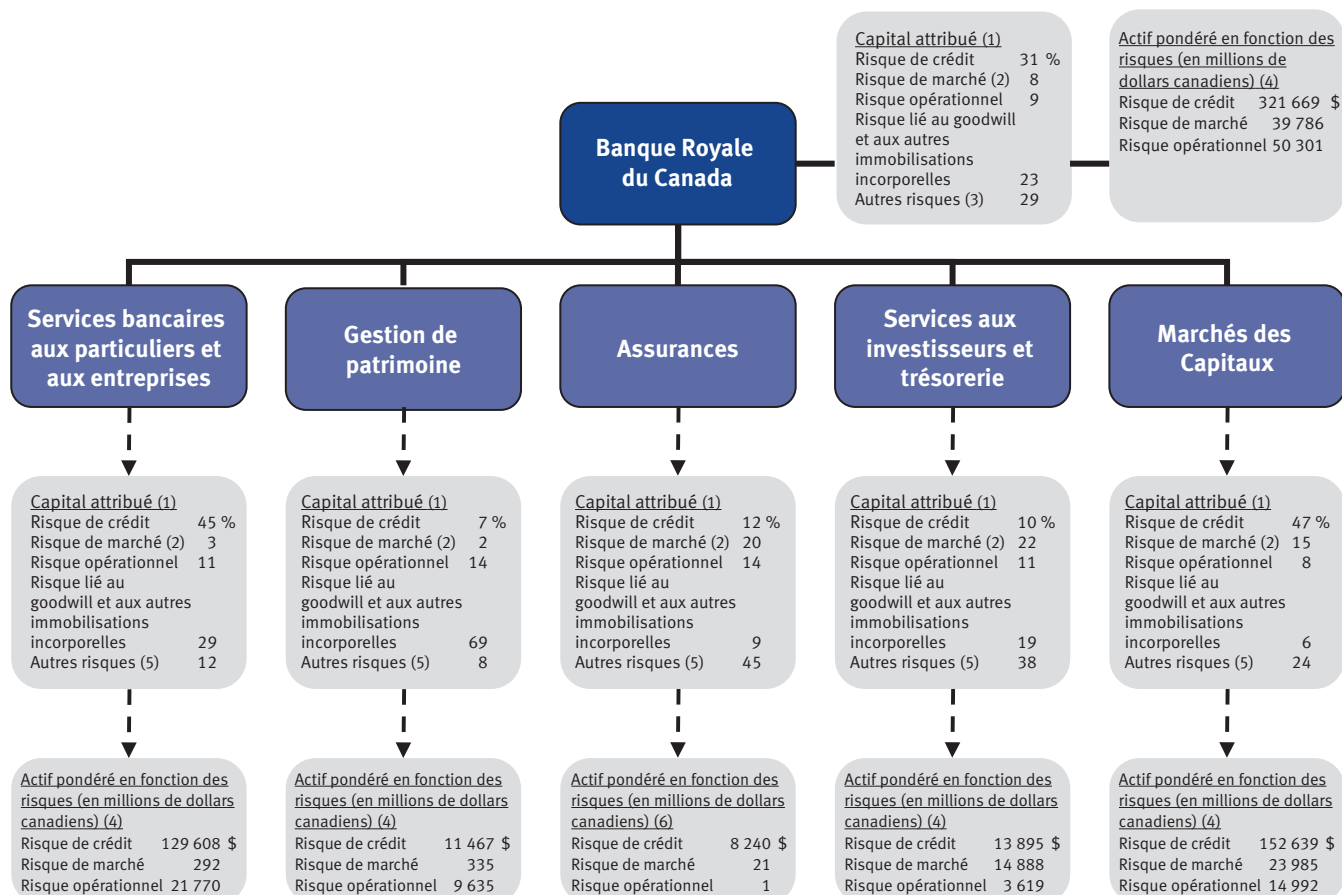 Banque Royale
du Canada
Capital attribué (1)
Risque de crédit 31 %
Risque de marché (2) 8
Risque opérationnel 9
Risque lié au goodwill
et aux autres
immobilisations
incorporelles 23
Autres risques (3) 29
Actif pondéré en fonction des
risques (en millions de
dollars canadiens) (4)
Risque de crédit 321 669 $
Risque de marché 39 786
Risque opérationnel 50 301
Services bancaires
aux particuliers et
aux entreprises
Gestion de
patrimoine
Assurances
Services aux
investisseurs et
trésorerie
Marchés des
Capitaux
Capital attribué (1)
Risque de crédit 45 %
Risque de marché (2) 3
Risque opérationnel 11
Risque lié au
goodwill et aux autres
immobilisations
incorporelles 29
Autres risques (5) 12
Capital attribué (1)
Risque de crédit 7 %
Risque de marché (2) 2
Risque opérationnel 14
Risque lié au
goodwill et aux autres
immobilisations
incorporelles 69
Autres risques (5) 8
Capital attribué (1)
Risque de crédit 12 %
Risque de marché (2) 20
Risque opérationnel 14
Risque lié au
goodwill et aux autres
immobilisations
incorporelles 9
Autres risques (5) 45
Capital attribué (1)
Risque de crédit 10 %
Risque de marché (2) 22
Risque opérationnel 11
Risque lié au
goodwill et aux autres
immobilisations
incorporelles 19
Autres risques (5) 38
Capital attribué (1)
Risque de crédit 47 %
Risque de marché (2) 15
Risque opérationnel 8
Risque lié au
goodwill et aux autres
immobilisations
incorporelles 6
Autres risques (5) 24
Actif pondéré en fonction des
risques (en millions de dollars
canadiens) (4)
Risque de crédit 129 608 $
Risque de marché 292
Risque opérationnel 21 770
Actif pondéré en fonction des
risques (en millions de dollars
canadiens) (4)
Risque de crédit 11 467 $
Risque de marché 335
Risque opérationnel 9 635
Actif pondéré en fonction des
risques (en millions de dollars
canadiens) (6)
Risque de crédit 8 240 $
Risque de marché 21
Risque opérationnel 1
Actif pondéré en fonction des
risques (en millions de dollars
canadiens) (4)
Risque de crédit 13 895 $
Risque de marché 14 888
Risque opérationnel 3 619
Actif pondéré en fonction des
risques (en millions de dollars
canadiens) (4)
Risque de crédit 152 639 $
Risque de marché 23 985
Risque opérationnel 14 992